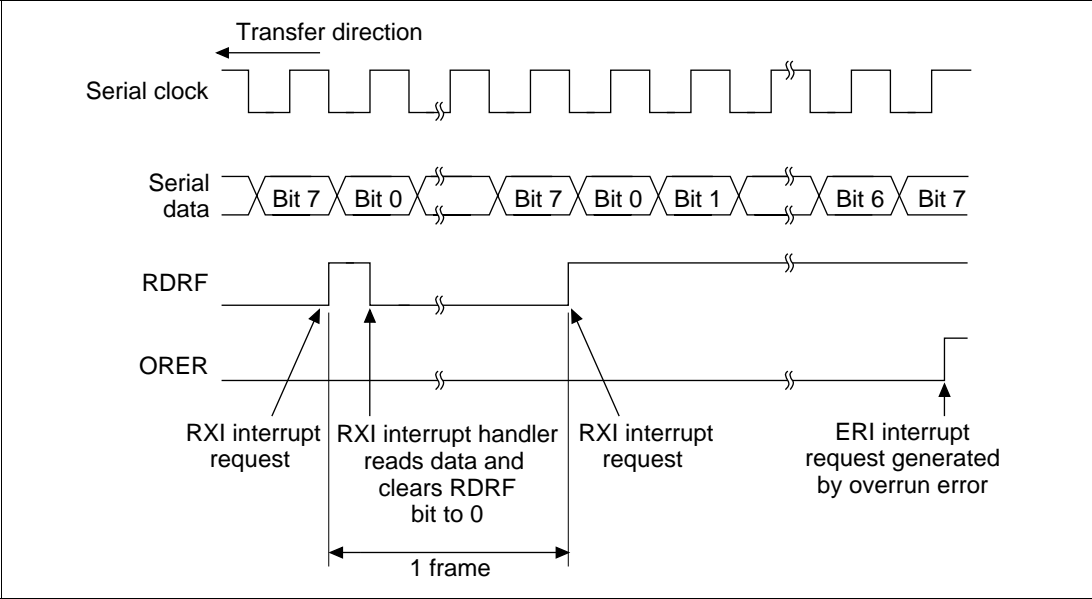 Transfer direction
Serial clock
Serial
data
Bit 7 Bit 0 Bit 7 Bit 0 Bit 1 Bit 6 Bit 7
RDRF
ORER
RXI interrupt
request
RXI interrupt handler
reads data and
clears RDRF
bit to 0
RXI interrupt
request
ERI interrupt
request generated
by overrun error
1 frame